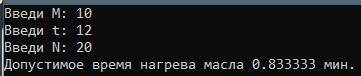 Введи M: 10
Введи t: 12
Введи N: 20
Допустимое время нагрева масла 0.833333 мин.